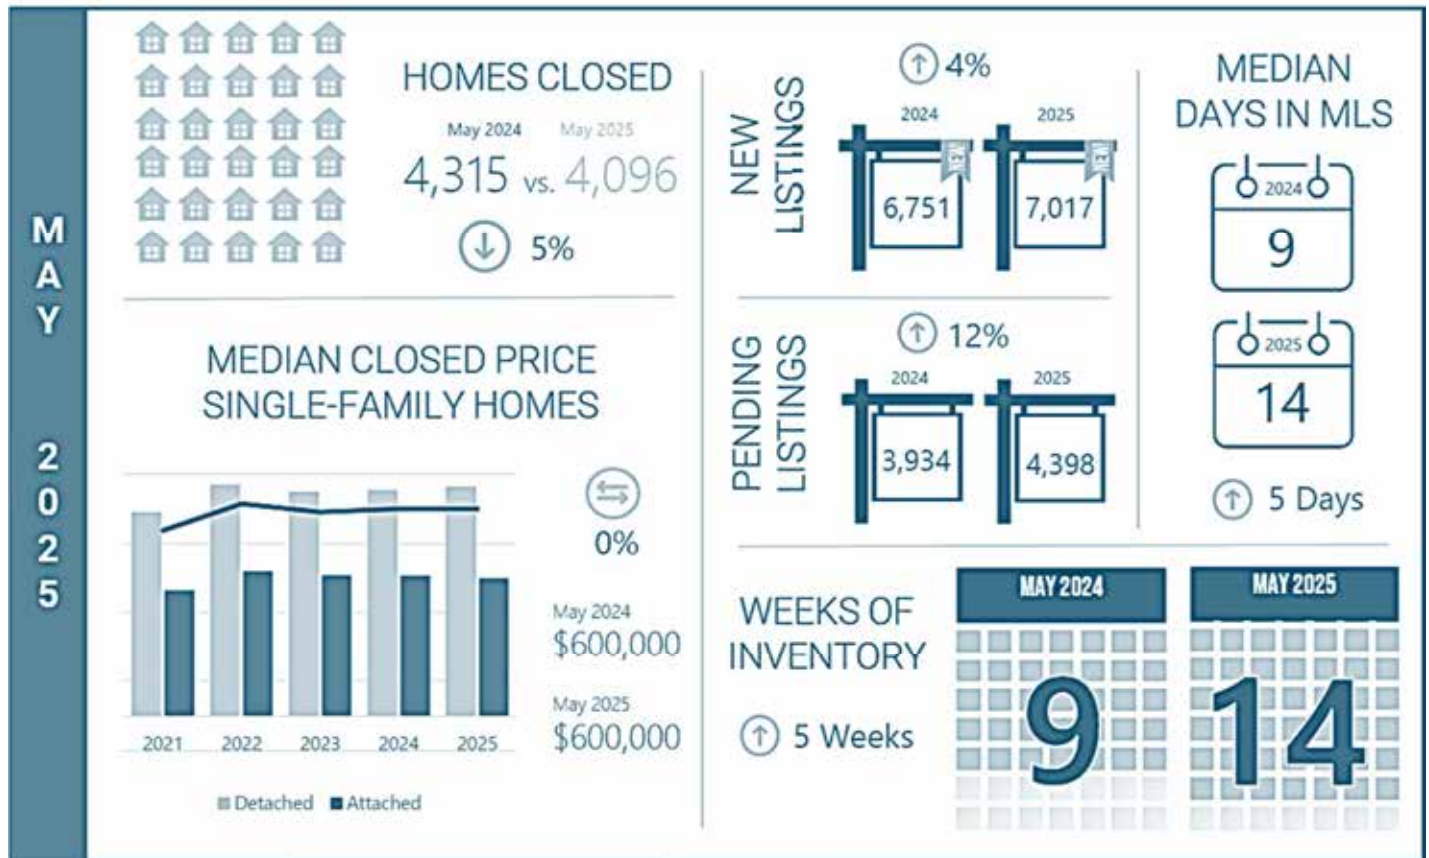 MAY 2025
HOMES CLOSED
May 2024 May 2025
4,315 vs. 4,096
5%
MEDIAN CLOSED PRICE
SINGLE-FAMILY HOMES
0%
May 2024
$600,000
May 2025
$600,000
2021 2022 2023 2024 2025
Detached Attached
NEW
LISTINGS
4%
2024 2025
NEW NEW
6,751 7,017
PENDING
LISTINGS
12%
2024 2025
3,934 4,398
MEDIAN
DAYS IN MLS
2024
9
2025
14
5 Days
WEEKS OF
INVENTORY
5 Weeks
MAY 2024
9
MAY 2025
14